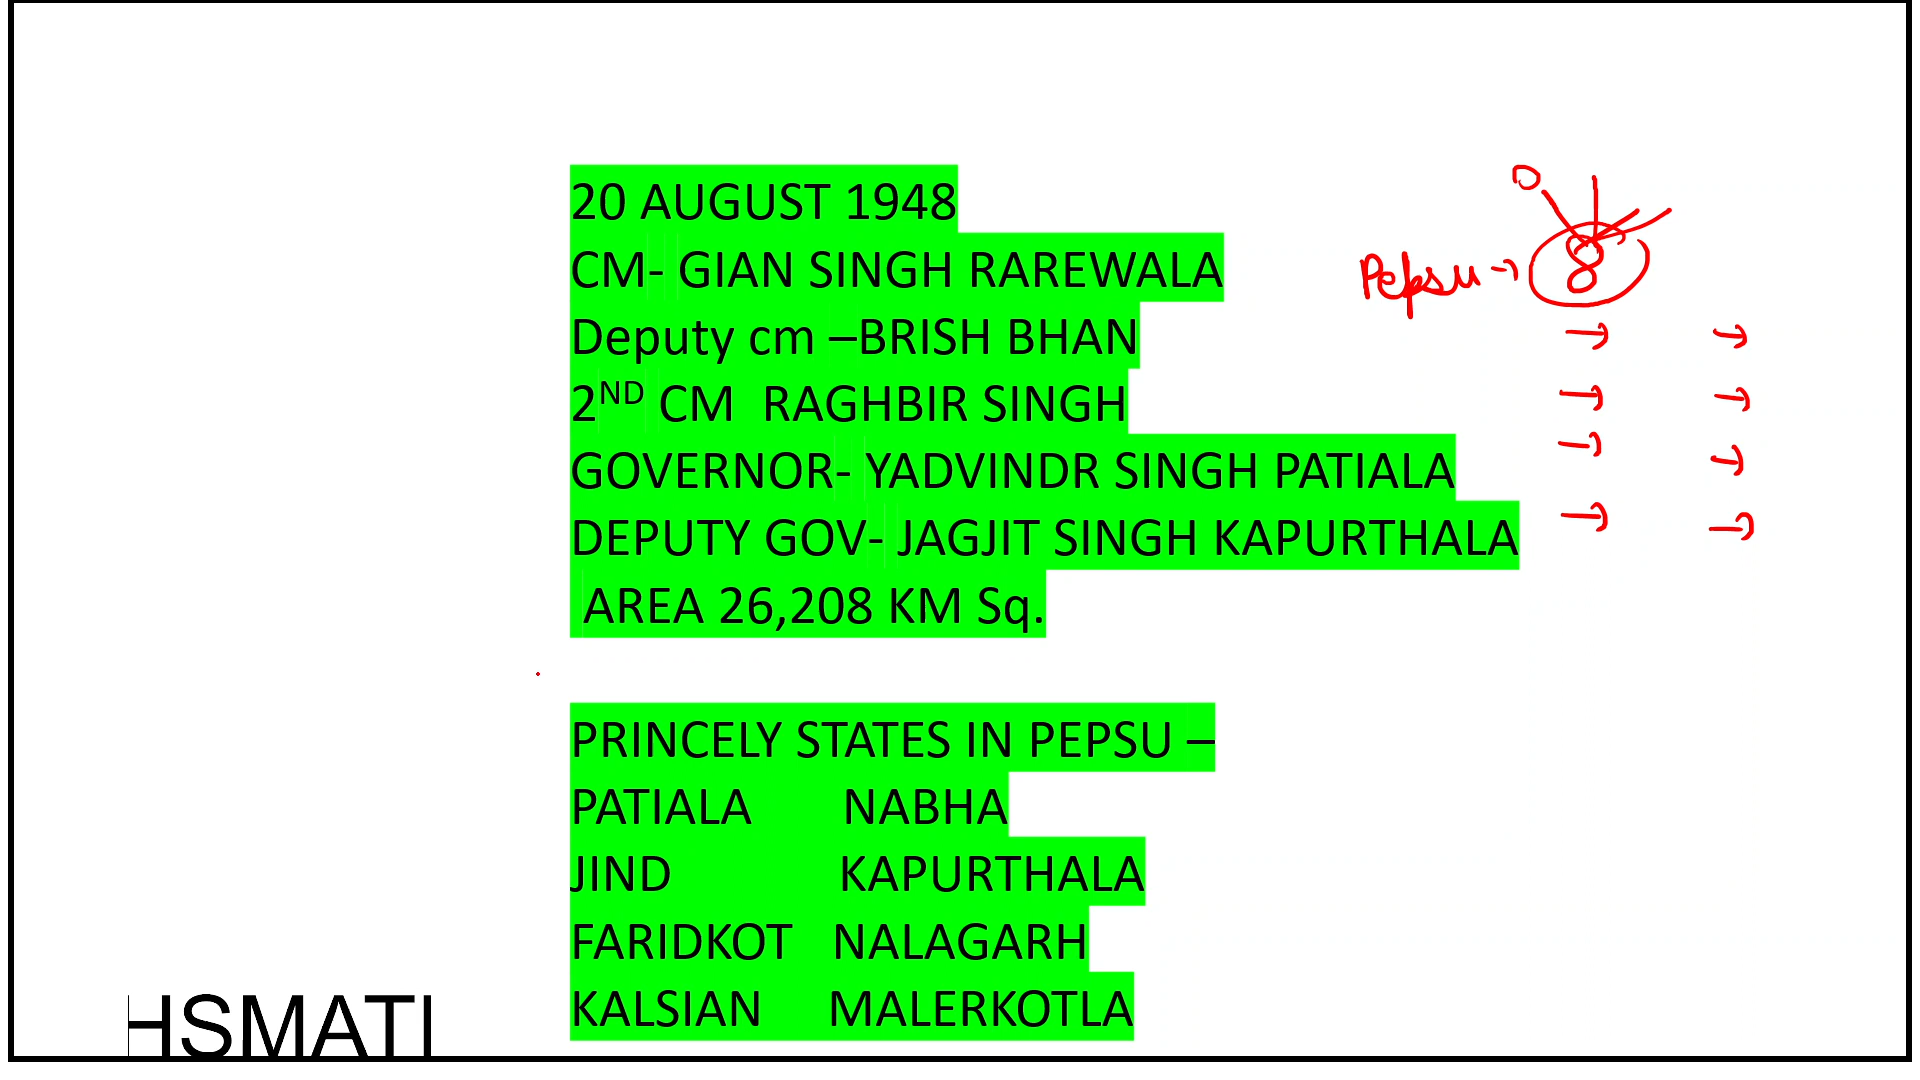 20 AUGUST 1948
CM- GIAN SINGH RAREWALA
Deputy cm –BRISH BHAN
2ND CM RAGHBIR SINGH
GOVERNOR- YADVINDR SINGH PATIALA
DEPUTY GOV- JAGJIT SINGH KAPURTHALA
AREA 26,208 KM Sq.
Pepsu → 8
PRINCELY STATES IN PEPSU –
PATIALA NABHA
JIND KAPURTHALA
FARIDKOT NALAGARH
KALSIAN MALERKOTLA
HSMATI